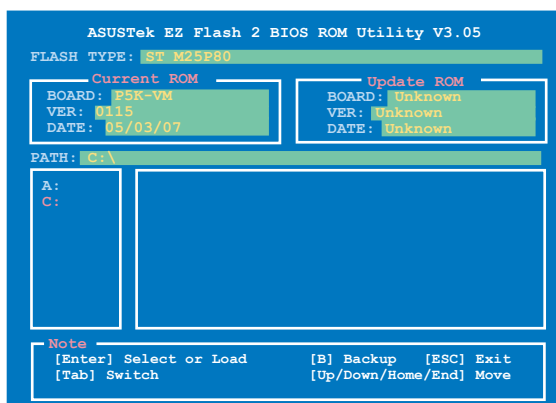 ASUSTek EZ Flash 2 BIOS ROM Utility V3.05
FLASH TYPE: ST M25P80
Current ROM
BOARD: P5K-VM
VER: 0115
DATE: 05/03/07
Update ROM
BOARD: Unknown
VER: Unknown
DATE: Unknown
PATH: C:\
A:
C:
Note
[Enter] Select or Load [B] Backup [ESC] Exit
[Tab] Switch [Up/Down/Home/End] Move